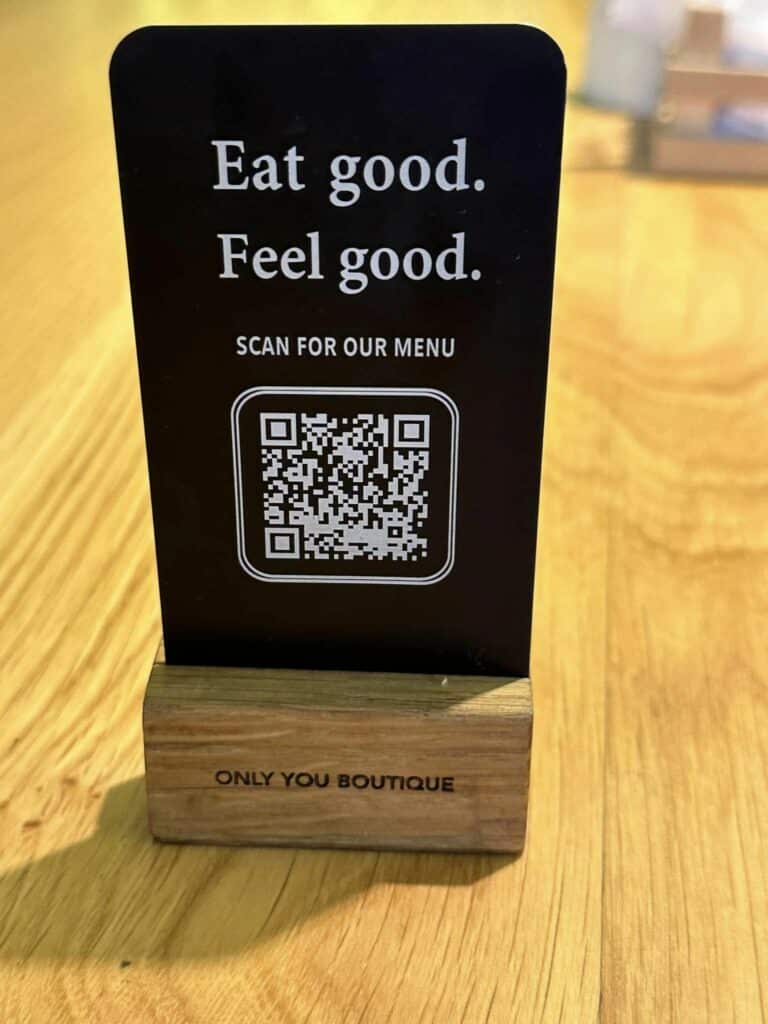 Eat good.
Feel good.
SCAN FOR OUR MENU
ONLY YOU BOUTIQUE